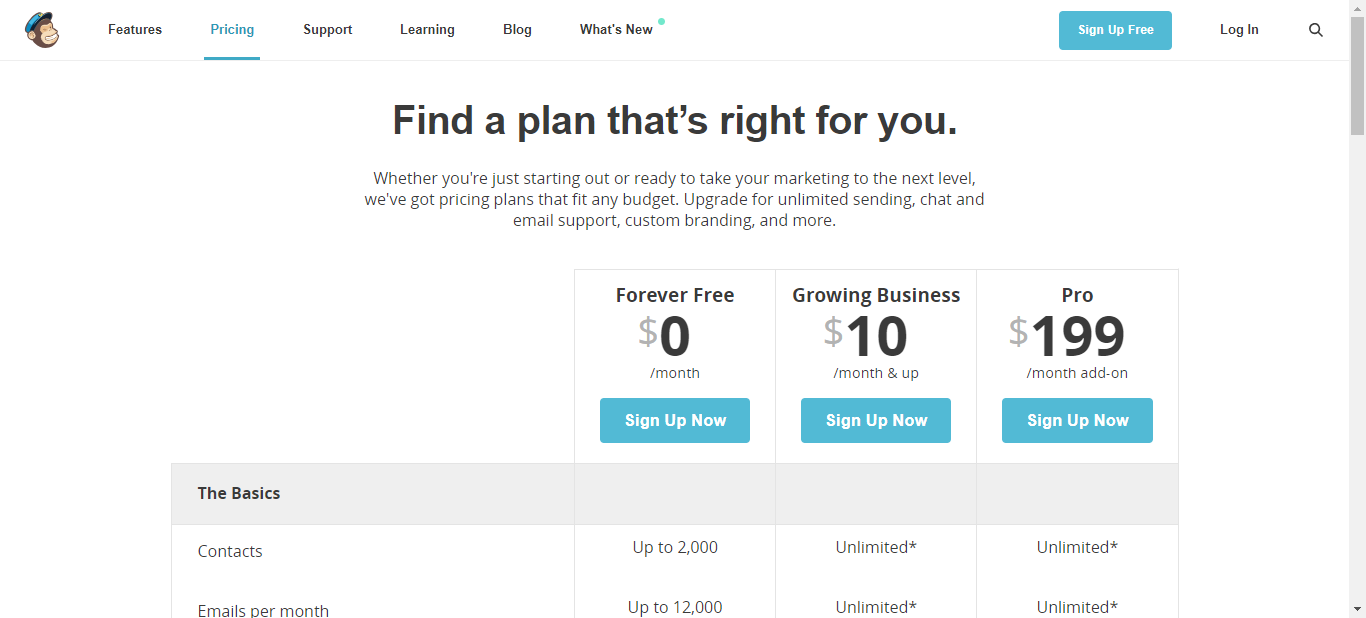 Features Pricing Support Learning Blog What's New Sign Up Free Log In
Find a plan that’s right for you.
Whether you're just starting out or ready to take your marketing to the next level,
we've got pricing plans that fit any budget. Upgrade for unlimited sending, chat and
email support, custom branding, and more.
Forever Free Growing Business Pro
$0 $10 $199
/month /month & up /month add-on
Sign Up Now Sign Up Now Sign Up Now
The Basics
Contacts Up to 2,000 Unlimited* Unlimited*
Emails per month Up to 12,000 Unlimited* Unlimited*